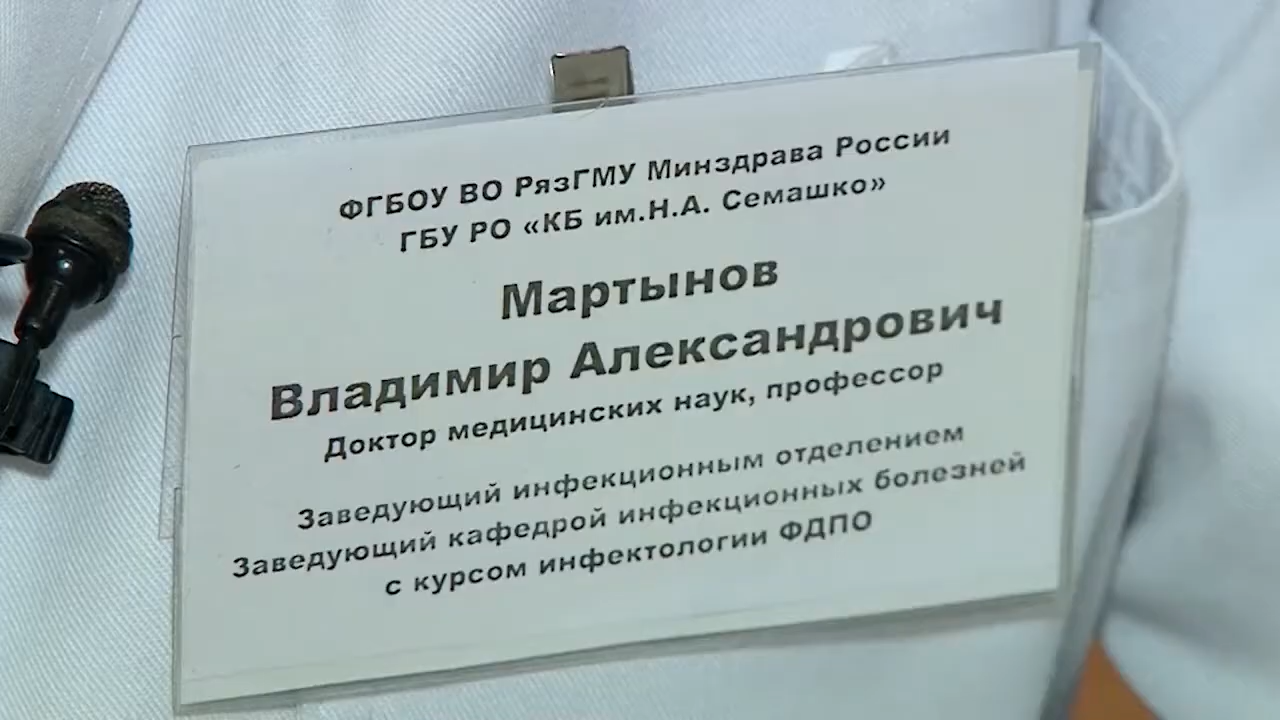 ФГБОУ ВО РязГМУ Минздрава России
ГБУ РО «КБ им.Н.А. Семашко»
Мартынов
Владимир Александрович
Доктор медицинских наук, профессор
Заведующий инфекционным отделением
Заведующий кафедрой инфекционных болезней
с курсом инфектологии ФДПО